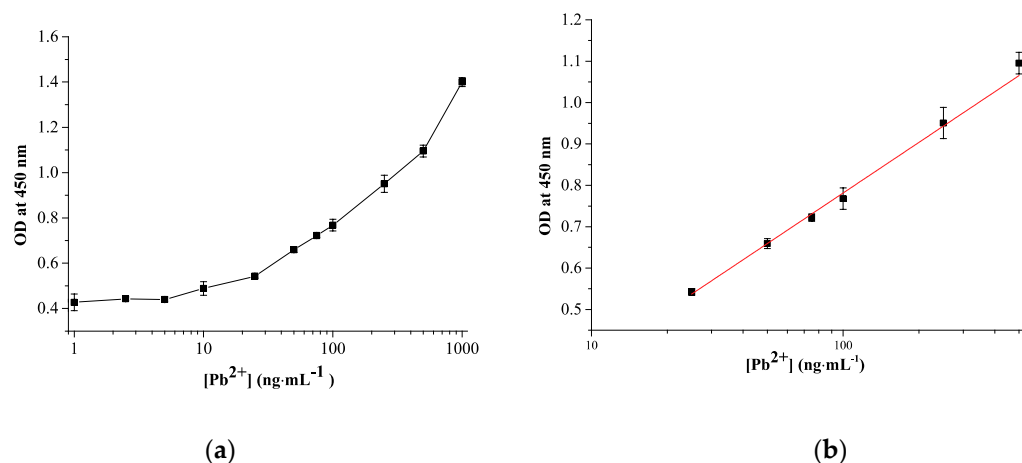 1.6
1.4
1.2
1.0
0.8
0.6
0.4
OD at 450 nm
1 10 100 1000
[Pb²⁺] (ng·mL⁻¹ )
(a)
1.2
1.1
1.0
0.9
0.8
0.7
0.6
0.5
OD at 450 nm
10 100
[Pb²⁺] (ng·mL⁻¹)
(b)